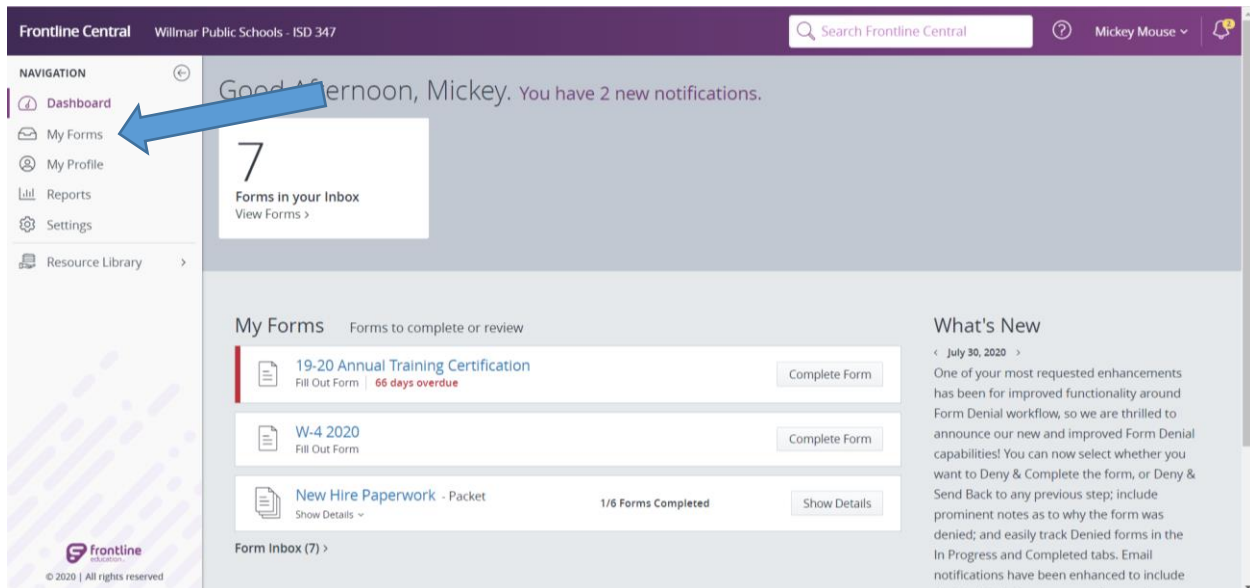 Frontline Central Willmar Public Schools - ISD 347 Search Frontline Central ? Mickey Mouse 2
NAVIGATION
Dashboard
My Forms
My Profile
Reports
Settings
Resource Library >
frontline
education
© 2020 | All rights reserved
Good Afternoon, Mickey. You have 2 new notifications.
7
Forms in your Inbox
View Forms >
My Forms Forms to complete or review
19-20 Annual Training Certification
Fill Out Form | 66 days overdue
Complete Form
W-4 2020
Fill Out Form
Complete Form
New Hire Paperwork - Packet
Show Details
1/6 Forms Completed
Show Details
Form Inbox (7) >
What's New
< July 30, 2020 >
One of your most requested enhancements
has been for improved functionality around
Form Denial workflow, so we are thrilled to
announce our new and improved Form Denial
capabilities! You can now select whether you
want to Deny & Complete the form, or Deny &
Send Back to any previous step; include
prominent notes as to why the form was
denied; and easily track Denied forms in the
In Progress and Completed tabs. Email
notifications have been enhanced to include